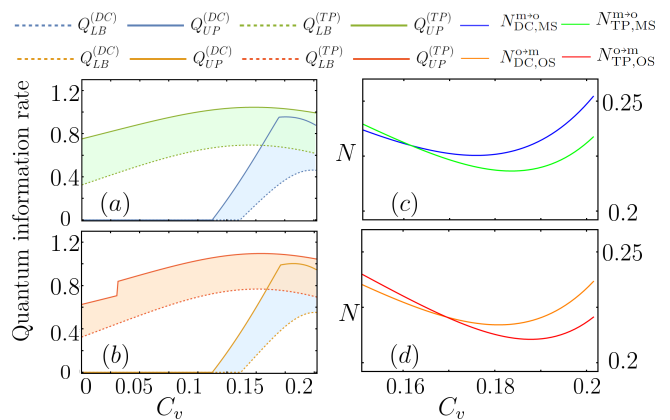 Q_{LB}^{(DC)} Q_{UP}^{(DC)} Q_{LB}^{(TP)} Q_{UP}^{(TP)} N_{DC,MS}^{m→o} N_{TP,MS}^{m→o}
Q_{LB}^{(DC)} Q_{UP}^{(DC)} Q_{LB}^{(TP)} Q_{UP}^{(TP)} N_{DC,OS}^{o→m} N_{TP,OS}^{o→m}
Quantum information rate
1.2
0.8
0.4
0
(a)
N
0.25
0.2
(c)
1.2
0.8
0.4
0
(b)
N
0.25
0.2
(d)
0 0.05 0.10 0.15 0.2
0.16 0.18 0.2
C_v C_v